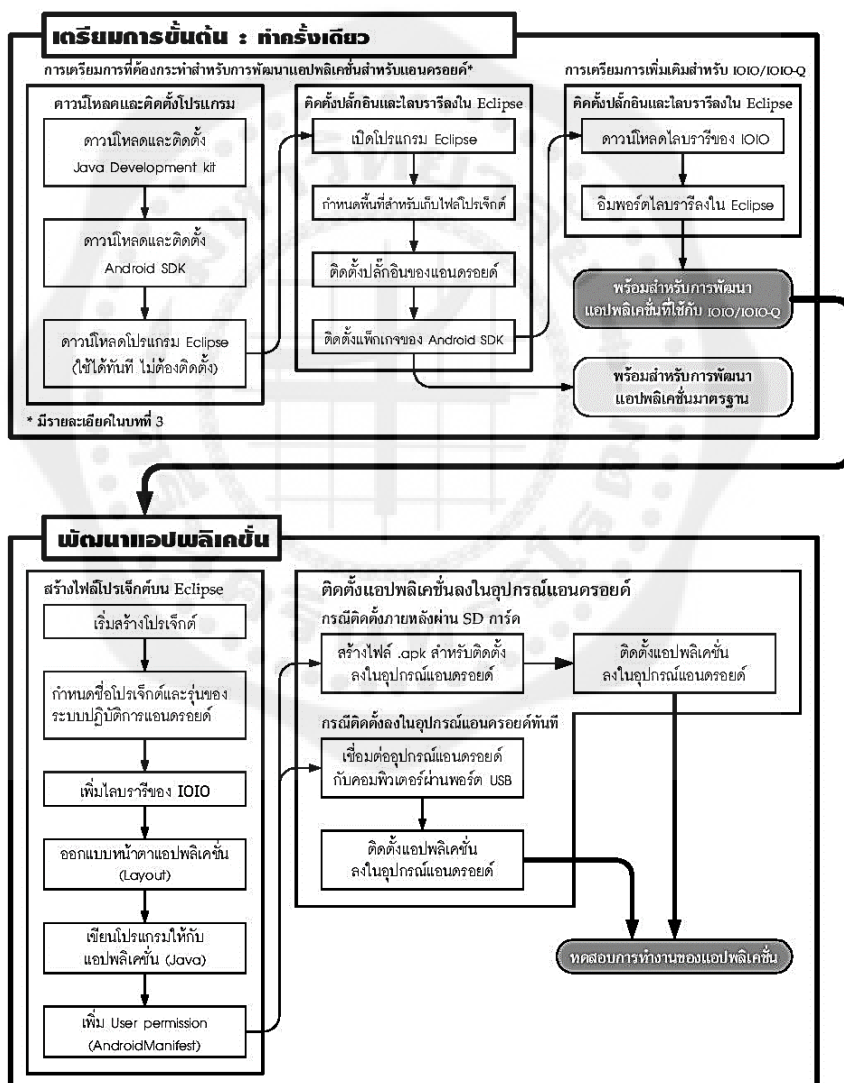 เตรียมการขั้นต้น : ทำครั้งเดียว
การเตรียมการที่ต้องกระทำสำหรับการพัฒนาแอปพลิเคชั่นสำหรับแอนดรอยด์*
ดาวน์โหลดและติดตั้งโปรแกรม
ดาวน์โหลดและติดตั้ง
Java Development kit
ดาวน์โหลดและติดตั้ง
Android SDK
ดาวน์โหลดโปรแกรม Eclipse
(ใช้ได้ทันที ไม่ต้องติดตั้ง)
* มีรายละเอียดในบทที่ 3
ติดตั้งปลั๊กอินและไลบรารีลงใน Eclipse
เปิดโปรแกรม Eclipse
กำหนดพื้นที่สำหรับเก็บไฟล์โปรเจ็กต์
ติดตั้งปลั๊กอินของแอนดรอยด์
ติดตั้งแพ็กเกจของ Android SDK
การเตรียมการเพิ่มเติมสำหรับ IOIO/IOIO-Q
ติดตั้งปลั๊กอินและไลบรารีลงใน Eclipse
ดาวน์โหลดไลบรารีของ IOIO
อิมพอร์ตไลบรารีลงใน Eclipse
พร้อมสำหรับการพัฒนา
แอปพลิเคชั่นที่ใช้กับ IOIO/IOIO-Q
พร้อมสำหรับการพัฒนา
แอปพลิเคชั่นมาตรฐาน
พัฒนาแอปพลิเคชั่น
สร้างไฟล์โปรเจ็กต์บน Eclipse
เริ่มสร้างโปรเจ็กต์
กำหนดชื่อโปรเจ็กต์และรุ่นของ
ระบบปฏิบัติการแอนดรอยด์
เพิ่มไลบรารีของ IOIO
ออกแบบหน้าตาแอปพลิเคชั่น
(Layout)
เขียนโปรแกรมให้กับ
แอปพลิเคชั่น (Java)
เพิ่ม User permission
(AndroidManifest)
ติดตั้งแอปพลิเคชั่นลงในอุปกรณ์แอนดรอยด์
กรณีติดตั้งภายหลังผ่าน SD การ์ด
สร้างไฟล์ .apk สำหรับติดตั้ง
ลงในอุปกรณ์แอนดรอยด์
ติดตั้งแอปพลิเคชั่น
ลงในอุปกรณ์แอนดรอยด์
กรณีติดตั้งลงในอุปกรณ์แอนดรอยด์ทันที
เชื่อมต่ออุปกรณ์แอนดรอยด์
กับคอมพิวเตอร์ผ่านพอร์ต USB
ติดตั้งแอปพลิเคชั่น
ลงในอุปกรณ์แอนดรอยด์
ทดสอบการทำงานของแอปพลิเคชั่น